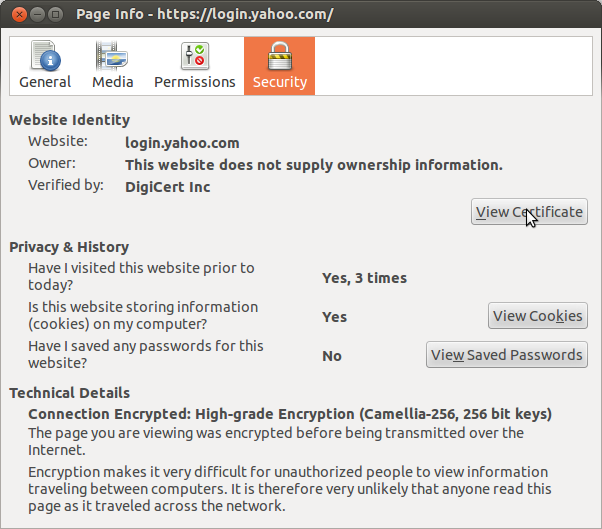 Page Info - https://login.yahoo.com/
General Media Permissions Security
Website Identity
Website: login.yahoo.com
Owner: This website does not supply ownership information.
Verified by: DigiCert Inc
View Certificate
Privacy & History
Have I visited this website prior to
today?
Yes, 3 times
Is this website storing information
(cookies) on my computer?
Yes
View Cookies
Have I saved any passwords for this
website?
No
View Saved Passwords
Technical Details
Connection Encrypted: High-grade Encryption (Camellia-256, 256 bit keys)
The page you are viewing was encrypted before being transmitted over the
Internet.
Encryption makes it very difficult for unauthorized people to view information
traveling between computers. It is therefore very unlikely that anyone read this
page as it traveled across the network.